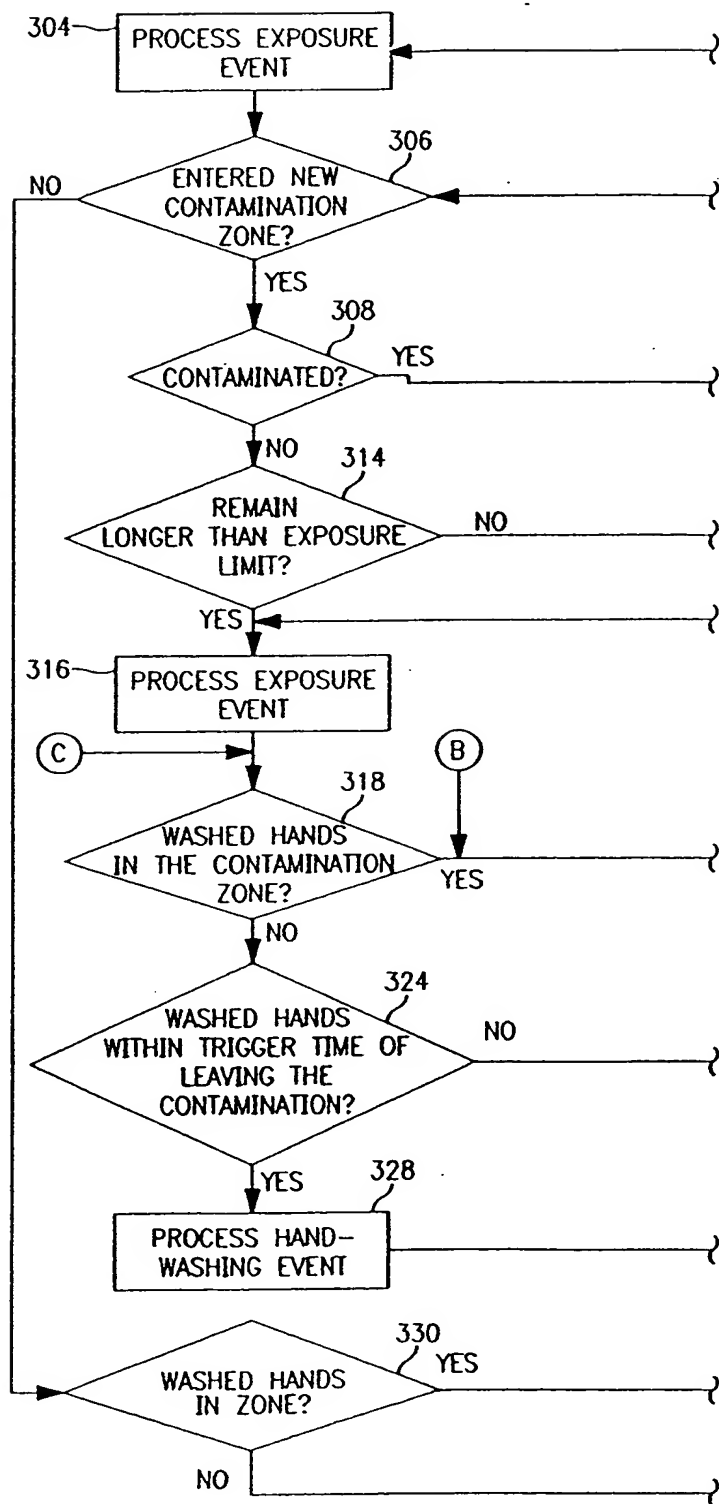 304
PROCESS EXPOSURE
EVENT
306
NO
ENTERED NEW
CONTAMINATION
ZONE?
YES
308
YES
CONTAMINATED?
NO
314
REMAIN
LONGER THAN EXPOSURE
LIMIT?
NO
YES
316
PROCESS EXPOSURE
EVENT
C
B
318
WASHED HANDS
IN THE CONTAMINATION
ZONE?
YES
NO
324
WASHED HANDS
WITHIN TRIGGER TIME OF
LEAVING THE
CONTAMINATION?
NO
YES
328
PROCESS HAND-
WASHING EVENT
330
YES
WASHED HANDS
IN ZONE?
NO